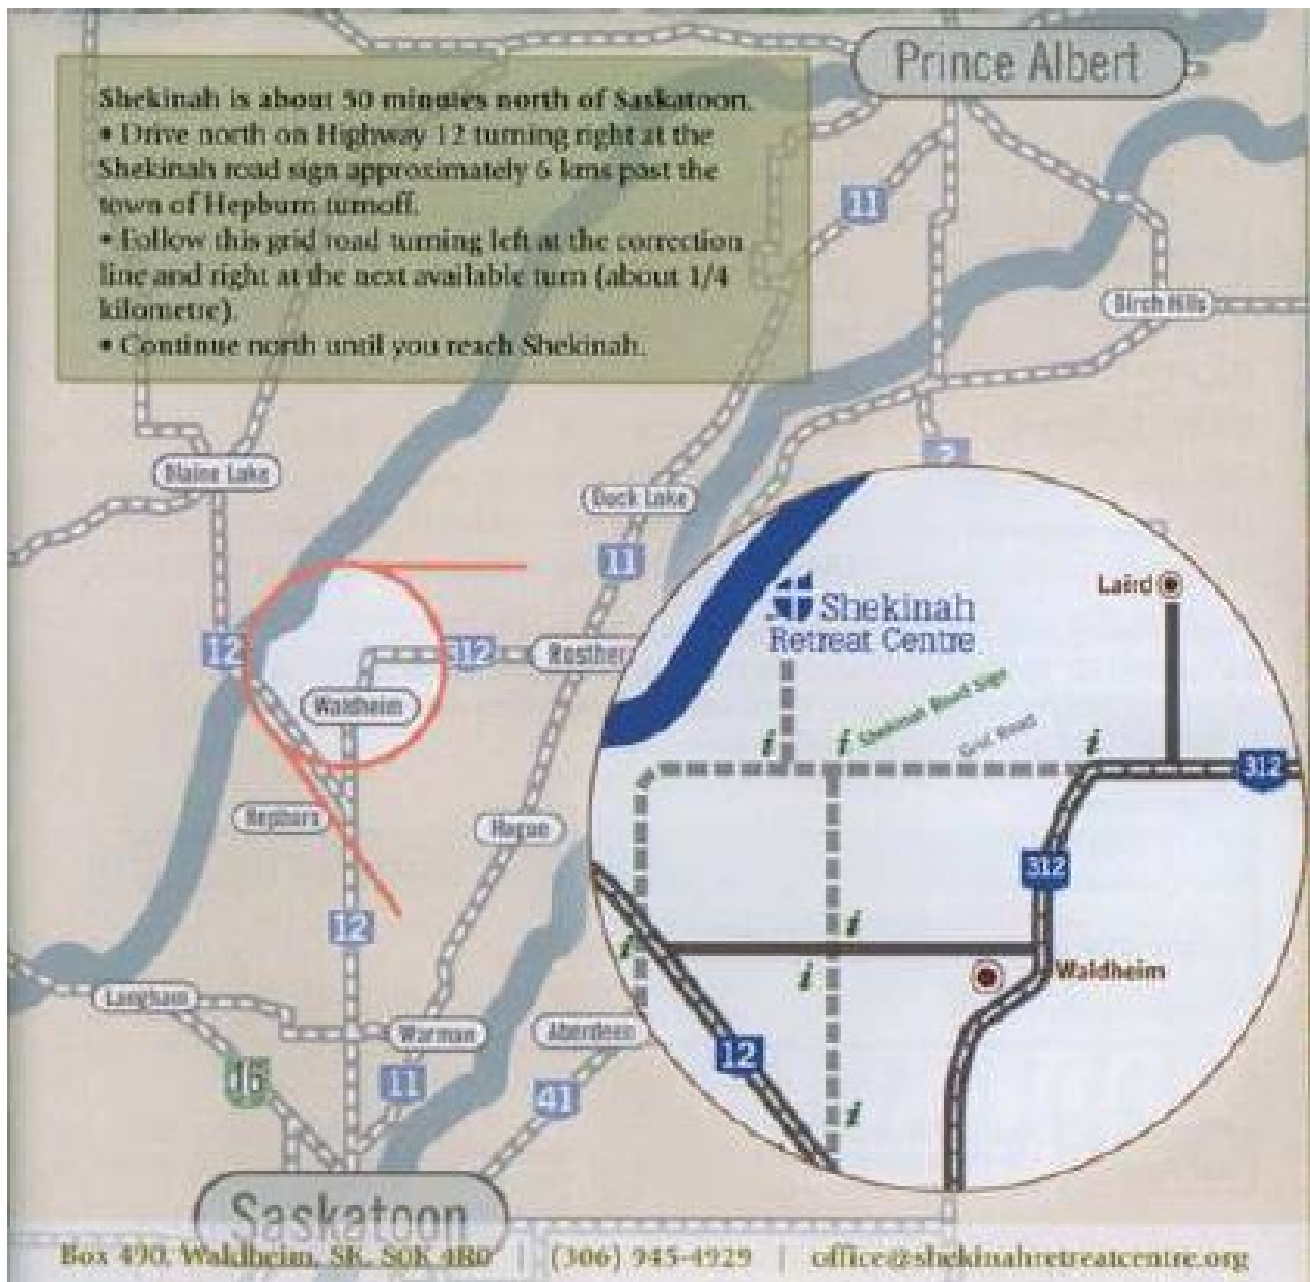 Prince Albert
Shekinah is about 50 minutes north of Saskatoon.
• Drive north on Highway 12 turning right at the
Shekinah road sign approximately 6 kms past the
town of Hepburn turnoff.
• Follow this grid road turning left at the correction
line and right at the next available turn (about 1/4
kilometre).
• Continue north until you reach Shekinah.
11
Birch Hills
2
Blaine Lake
Duck Lake
11
Shekinah
Retreat Centre
Laird
12
312
Rosther
Waldheim
Shekinah Road Sign
Grid Road
i
i
i
312
Hepburn
Hague
312
12
i
i
i
Waldheim
Langham
Warman
Aberdeen
12
16
11
41
i
Saskatoon
Box 490, Waldheim, SK, S0K 4R0 | (306) 945-4929 | office@shekinahretreatcentre.org